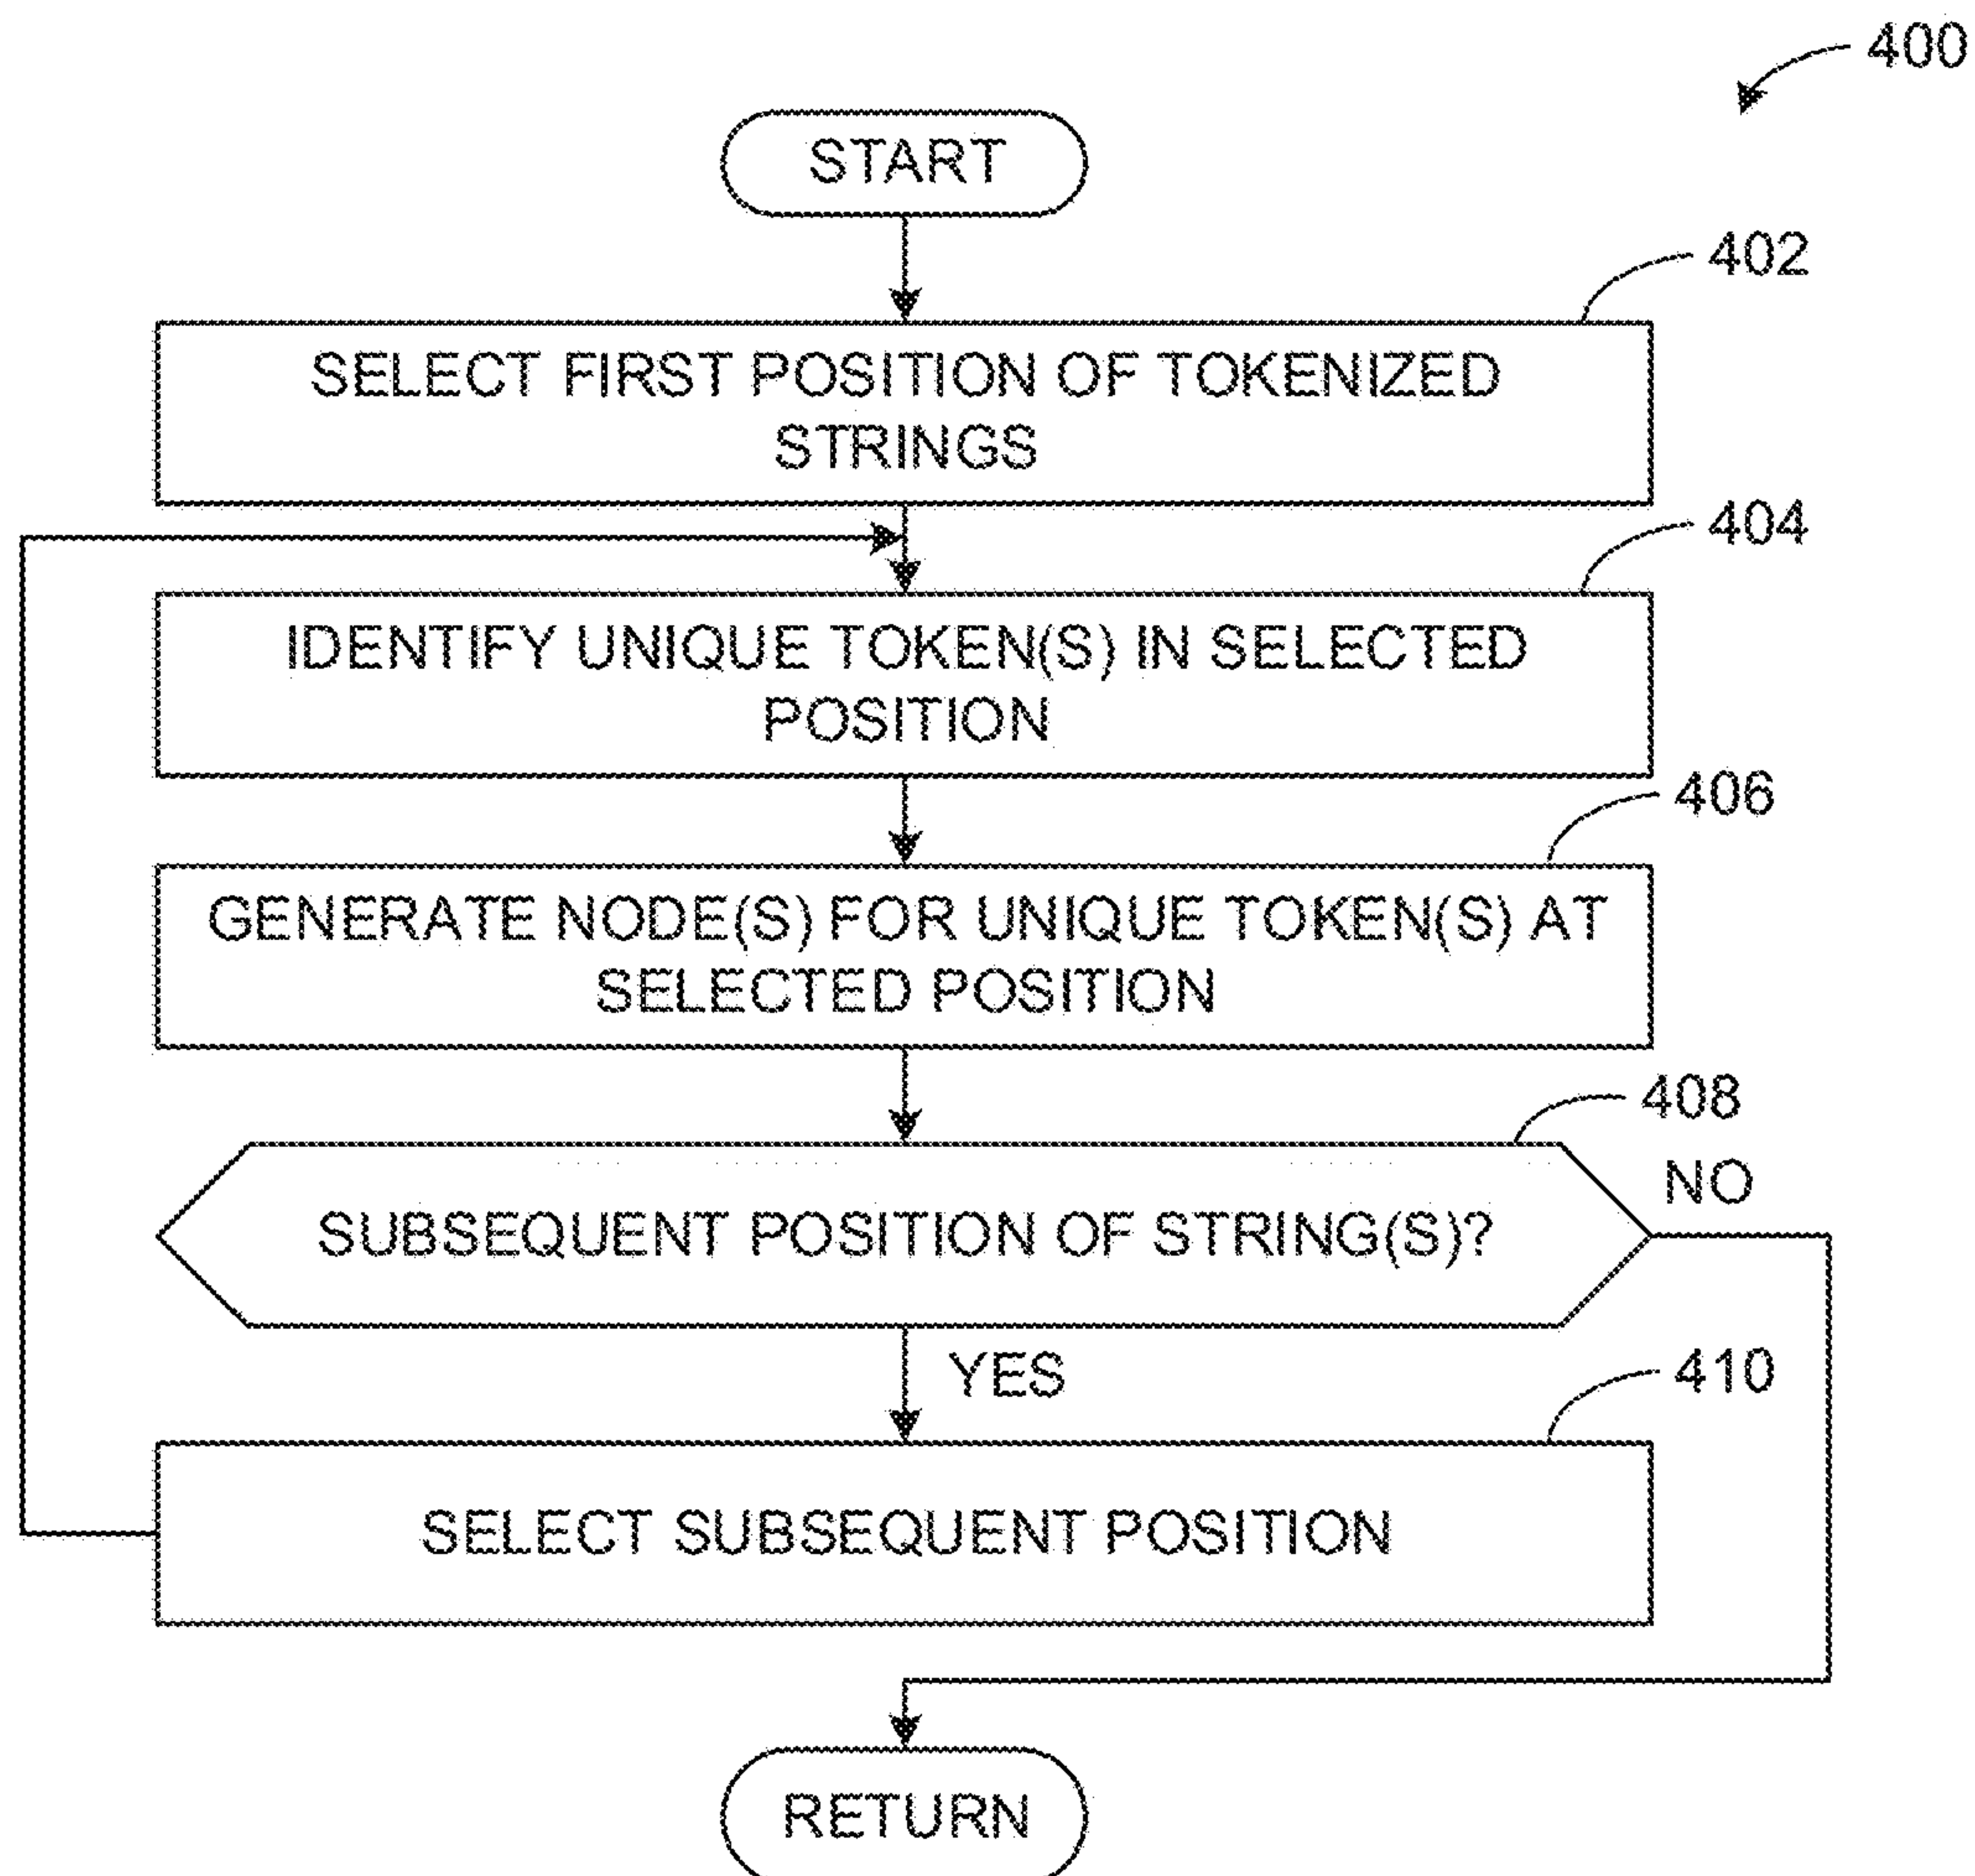 400
START
402
SELECT FIRST POSITION OF TOKENIZED
STRINGS
404
IDENTIFY UNIQUE TOKEN(S) IN SELECTED
POSITION
406
GENERATE NODE(S) FOR UNIQUE TOKEN(S) AT
SELECTED POSITION
408
NO
SUBSEQUENT POSITION OF STRING(S)?
YES
410
SELECT SUBSEQUENT POSITION
RETURN